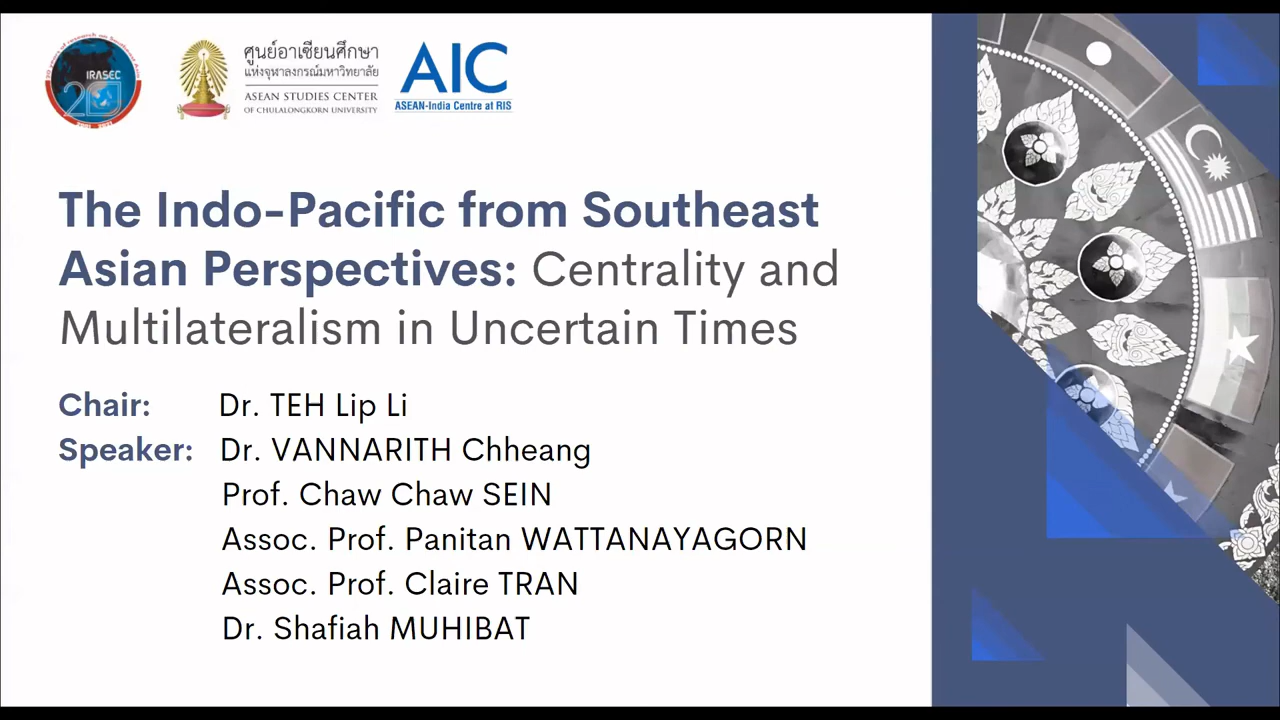 IRASEC
20
ศูนย์อาเซียนศึกษา
แห่งจุฬาลงกรณ์มหาวิทยาลัย
ASEAN STUDIES CENTER
OF CHULALONGKORN UNIVERSITY
AIC
ASEAN-India Centre at RIS
The Indo-Pacific from Southeast
Asian Perspectives: Centrality and
Multilateralism in Uncertain Times
Chair: Dr. TEH Lip Li
Speaker: Dr. VANNARITH Chheang
Prof. Chaw Chaw SEIN
Assoc. Prof. Panitan WATTANAYAGORN
Assoc. Prof. Claire TRAN
Dr. Shafiah MUHIBAT